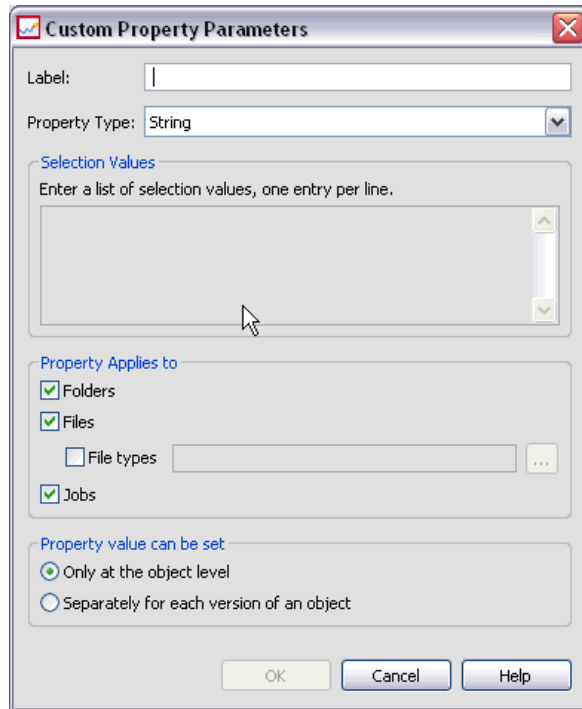 Custom Property Parameters
Label:
Property Type: String
Selection Values
Enter a list of selection values, one entry per line.
Property Applies to
Folders
Files
File types
...
Jobs
Property value can be set
Only at the object level
Separately for each version of an object
OK Cancel Help